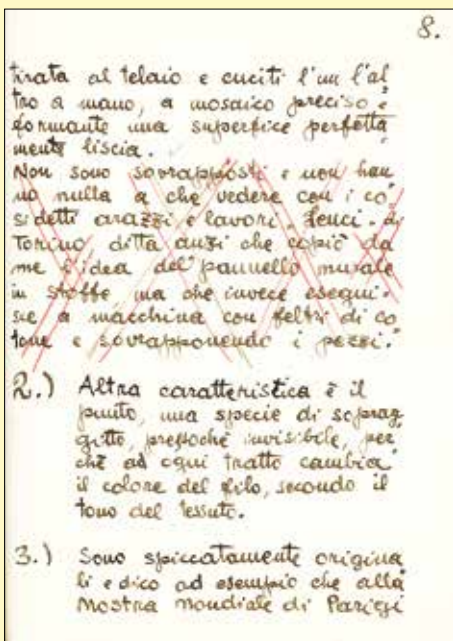 8.
tirata al telaio e cuciti l'un l'al
tro a mano, a mosaico preciso e
formante una superfice perfetta
mente liscia.
Non sono sovrapposti e non han
no nulla a che vedere con i co
sidetti arazzi e lavori Lenci. di
Torino ditta anzi che copiò da
me l'idea del pannello murale
in stoffe ma che invece esegui-
sce a macchina con feltri di co
tone e sovrapponendo i pezzi.
2.) Altra caratteristica è il
punto, una specie di soprag
gitto, pressoché invisibile, per
chè ad ogni tratto cambia
il colore del filo, secondo il
tono del tessuto.
3.) Sono spiccatamente origina
li e dico ad esempio che alla
Mostra mondiale di Parigi